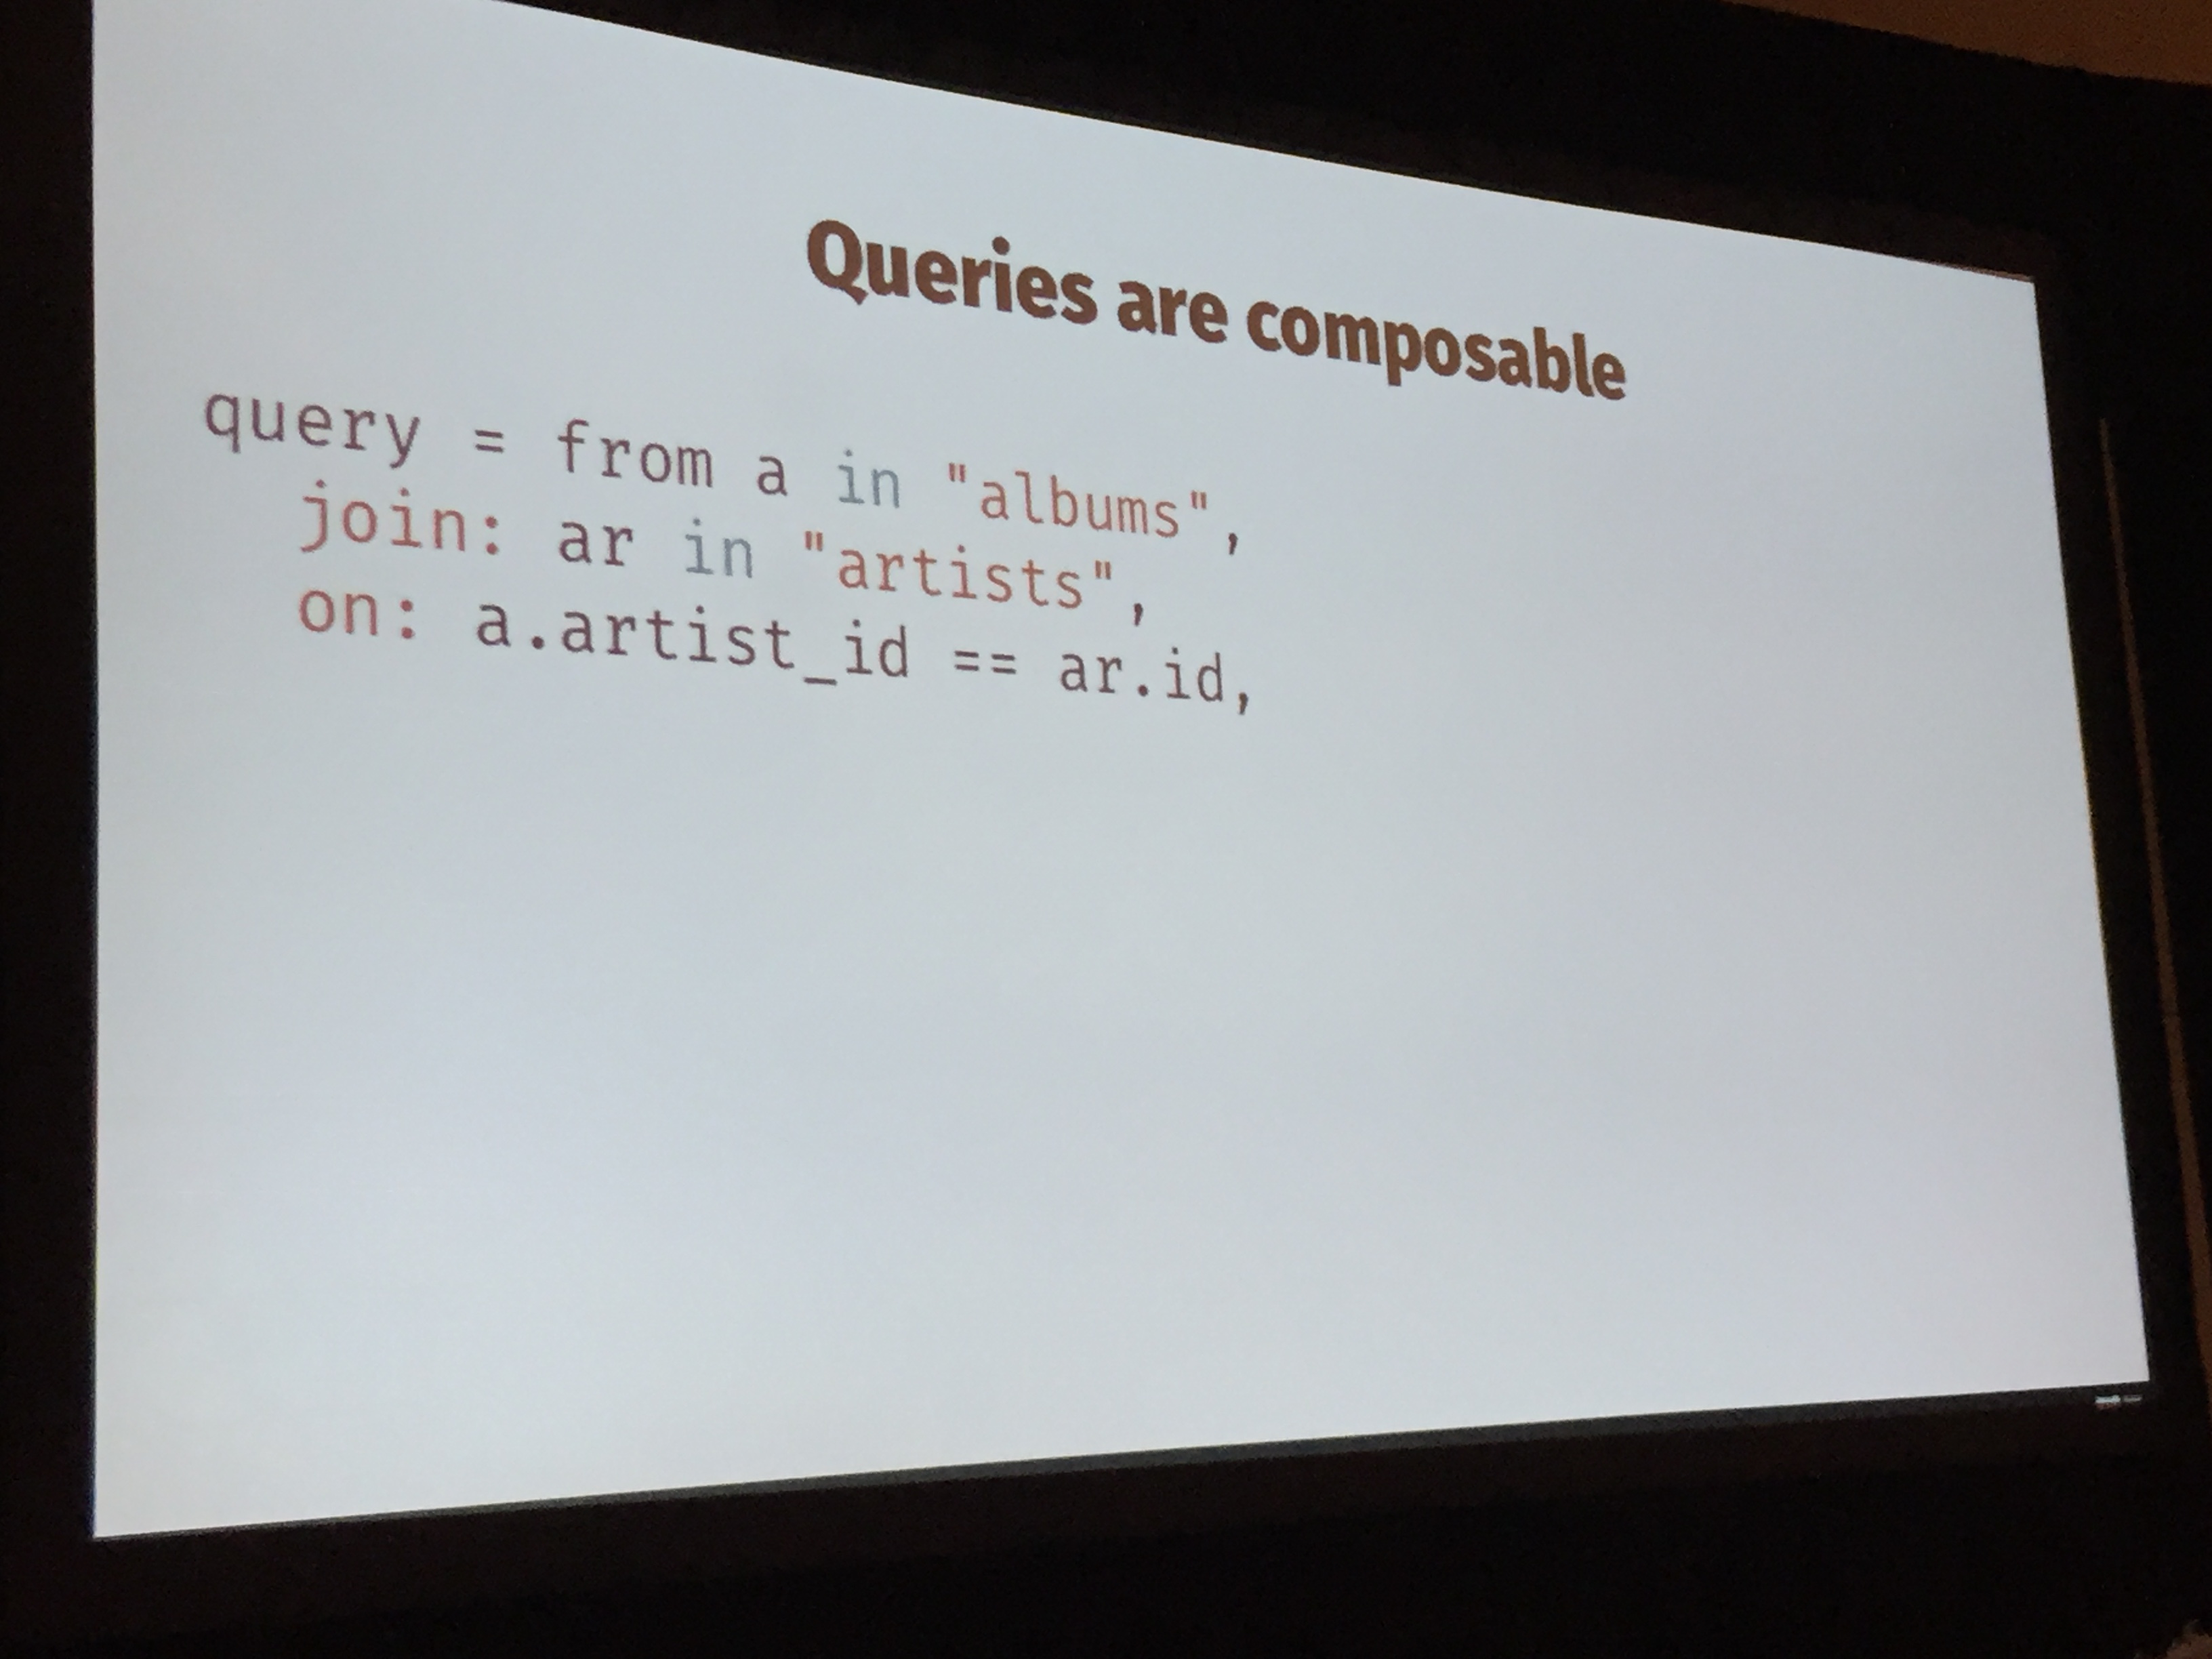 Queries are composable
query = from a in "albums",
join: ar in "artists",
on: a.artist_id == ar.id,